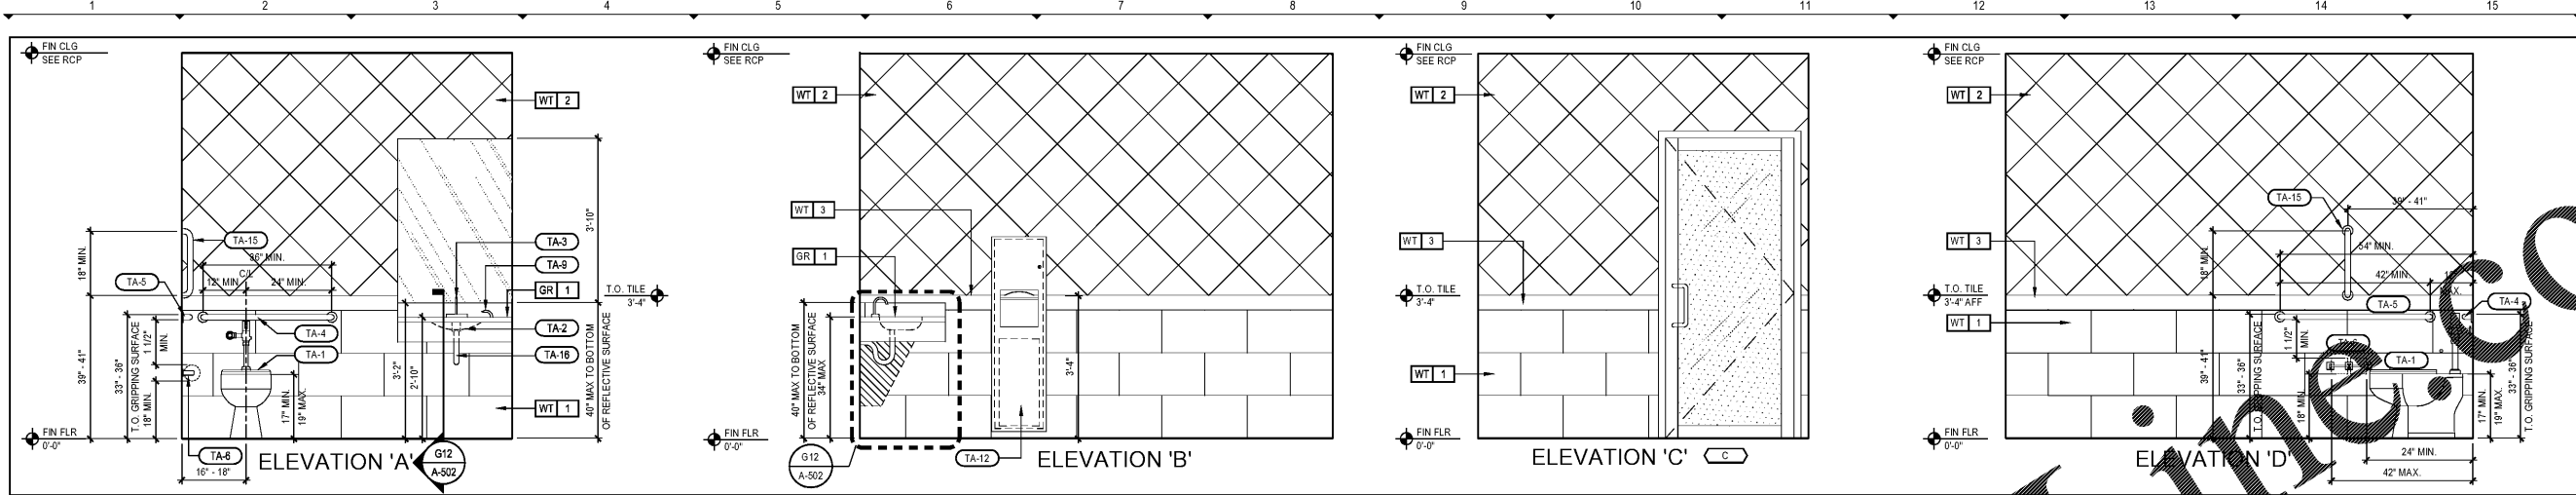 1 2 3 4 5 6 7 8 9 10 11 12 13 14 15
FIN CLG
SEE RCP
WT 2
3'-10"
18" MIN.
TA-15
36" MIN.
C/L
12" MIN.
24" MIN.
TA-5
TA-3
TA-9
GR 1
T.O. TILE
3'-4"
TA-4
TA-2
TA-1
TA-16
1 1/2"
MIN.
39" - 41"
33" - 36"
T.O. GRIPPING SURFACE
18" MIN.
17" MIN.
19" MAX.
3'-2"
2'-10"
40" MAX TO BOTTOM
OF REFLECTIVE SURFACE
WT 1
FIN FLR
0'-0"
TA-6
16" - 18"
ELEVATION 'A'
G12
A-502
FIN CLG
SEE RCP
WT 2
WT 3
GR 1
40" MAX TO BOTTOM
OF REFLECTIVE SURFACE
34" MAX
3'-4"
FIN FLR
0'-0"
G12
A-502
TA-12
ELEVATION 'B'
FIN CLG
SEE RCP
WT 2
WT 3
T.O. TILE
3'-4"
WT 1
FIN FLR
0'-0"
ELEVATION 'C'
C
FIN CLG
SEE RCP
WT 2
TA-15
39" - 41"
WT 3
54" MIN.
18" MIN.
42" MIN.
MAX.
T.O. TILE
3'-4" AFF
TA-5
TA-4
WT 1
1 1/2"
MIN.
TA-1
39" - 41"
33" - 36"
T.O. GRIPPING SURFACE
18" MIN.
17" MIN.
19" MAX.
33" - 36"
T.O. GRIPPING SURFACE
FIN FLR
0'-0"
ELEVATION 'D'
24" MIN.
42" MAX.